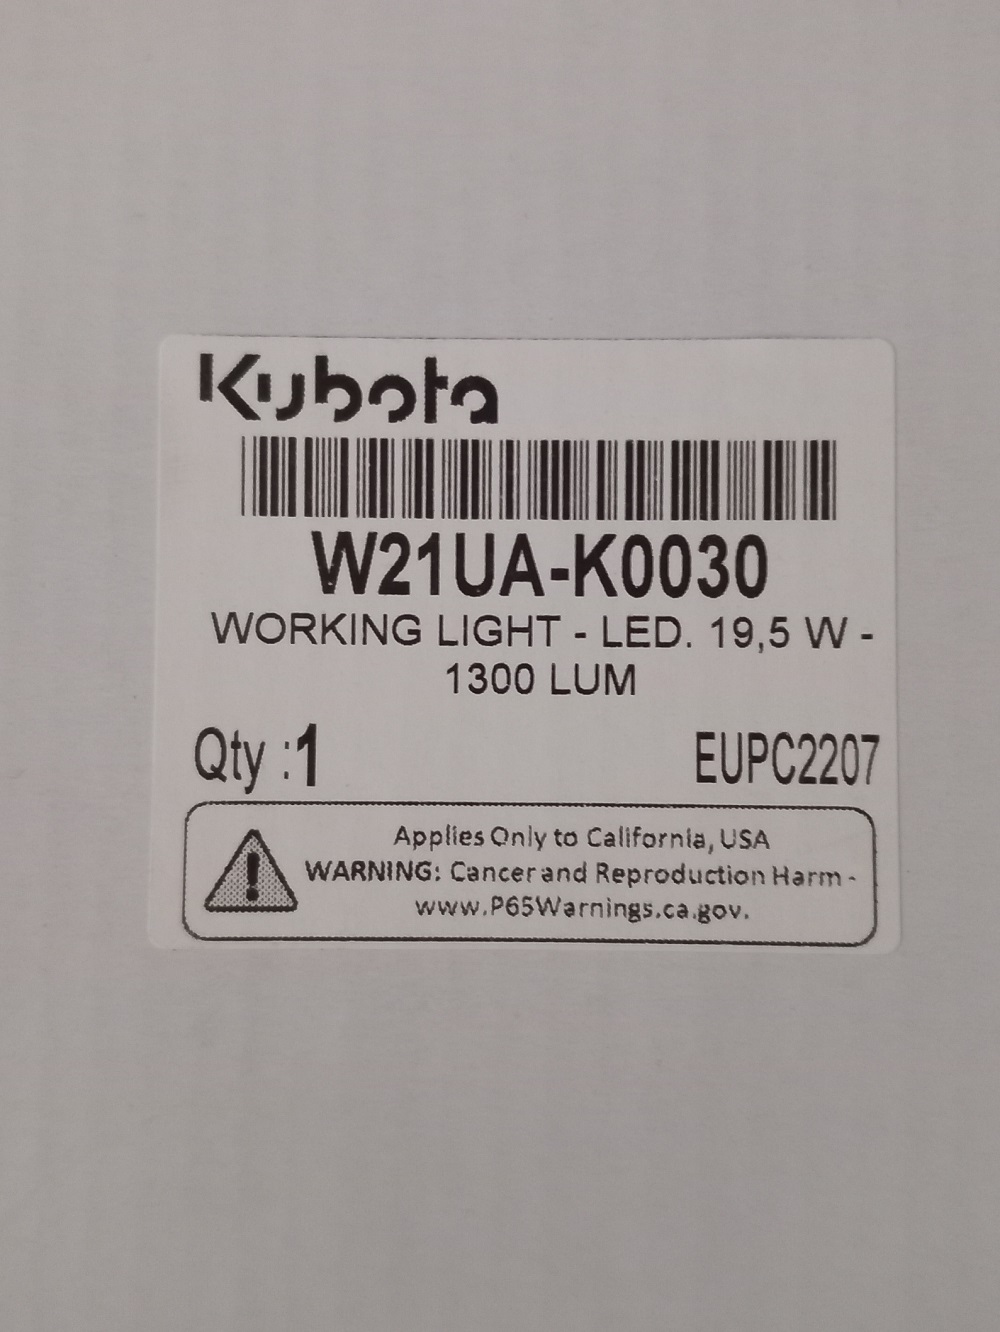 Kubota
W21UA-K0030
WORKING LIGHT - LED. 19,5 W -
1300 LUM
Qty :1
EUPC2207
Applies Only to California, USA
WARNING: Cancer and Reproduction Harm -
www.P65Warnings.ca.gov.